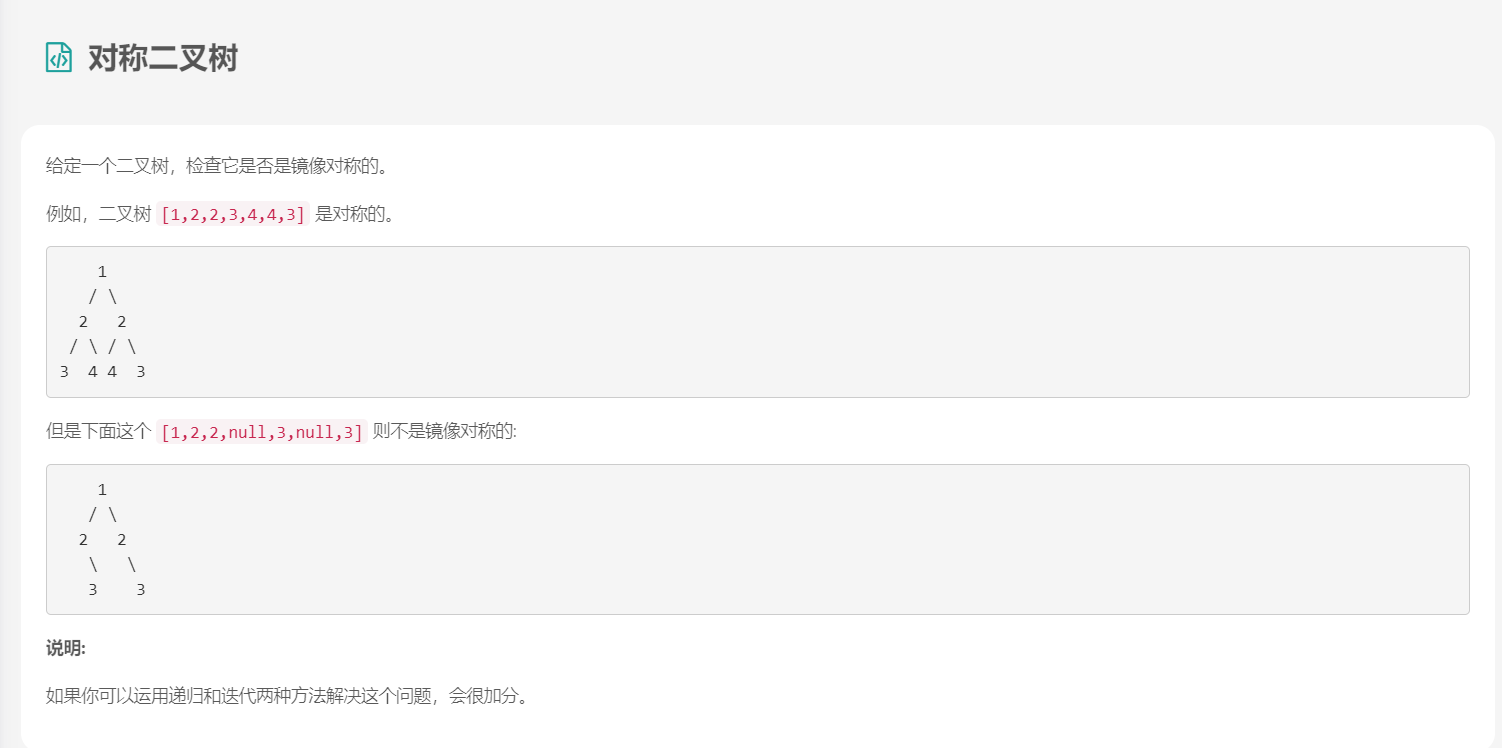 对称二叉树
给定一个二叉树，检查它是否是镜像对称的。
例如，二叉树 [1,2,2,3,4,4,3] 是对称的。
    1
   / \
  2   2
 / \ / \
3  4 4  3
但是下面这个 [1,2,2,null,3,null,3] 则不是镜像对称的:
    1
   / \
  2   2
   \   \
   3    3
说明:
如果你可以运用递归和迭代两种方法解决这个问题，会很加分。